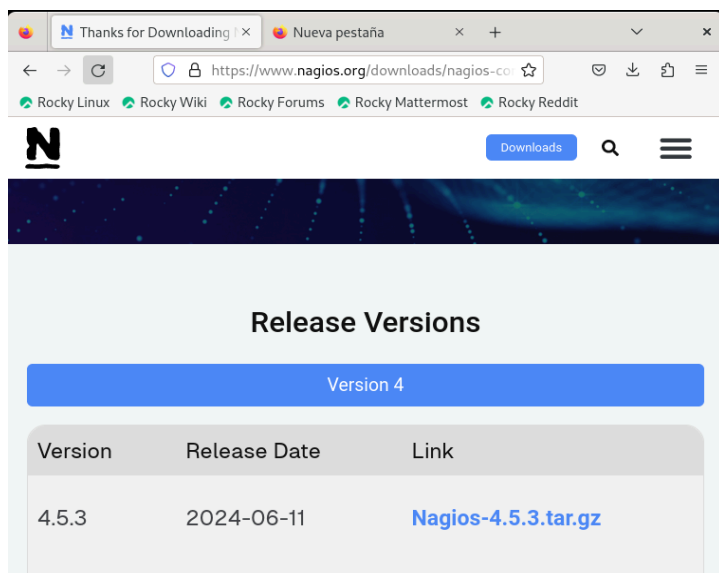 Thanks for Downloading N
Nueva pestaña
https://www.nagios.org/downloads/nagios-cor
Rocky Linux Rocky Wiki Rocky Forums Rocky Mattermost Rocky Reddit
N Downloads
Release Versions
Version 4
Version Release Date Link
4.5.3 2024-06-11 Nagios-4.5.3.tar.gz